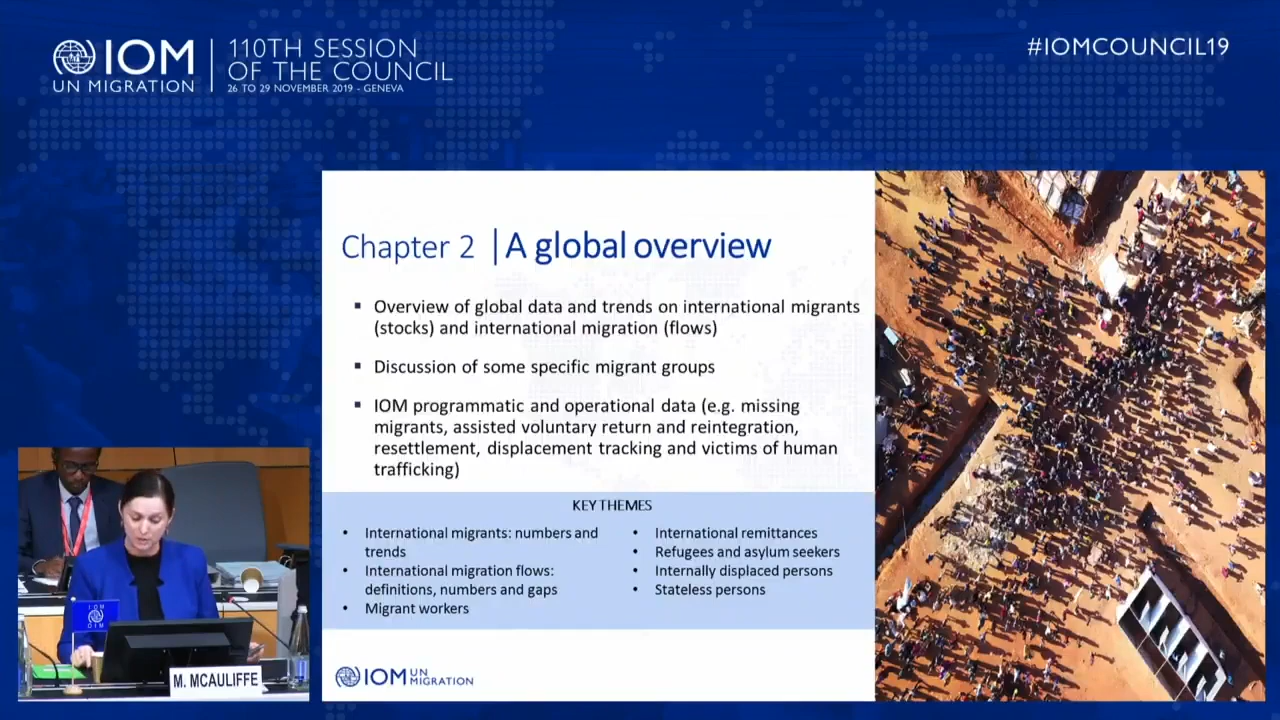 IOM
UN MIGRATION
110TH SESSION
OF THE COUNCIL
26 TO 29 NOVEMBER 2019 - GENEVA
#IOMCOUNCIL19
Chapter 2 | A global overview
▪ Overview of global data and trends on international migrants
(stocks) and international migration (flows)
▪ Discussion of some specific migrant groups
▪ IOM programmatic and operational data (e.g. missing
migrants, assisted voluntary return and reintegration,
resettlement, displacement tracking and victims of human
trafficking)
KEY THEMES
• International migrants: numbers and
trends
• International migration flows:
definitions, numbers and gaps
• Migrant workers
• International remittances
• Refugees and asylum seekers
• Internally displaced persons
• Stateless persons
IOM UN
MIGRATION
IOM
OIM
M. MCAULIFFE